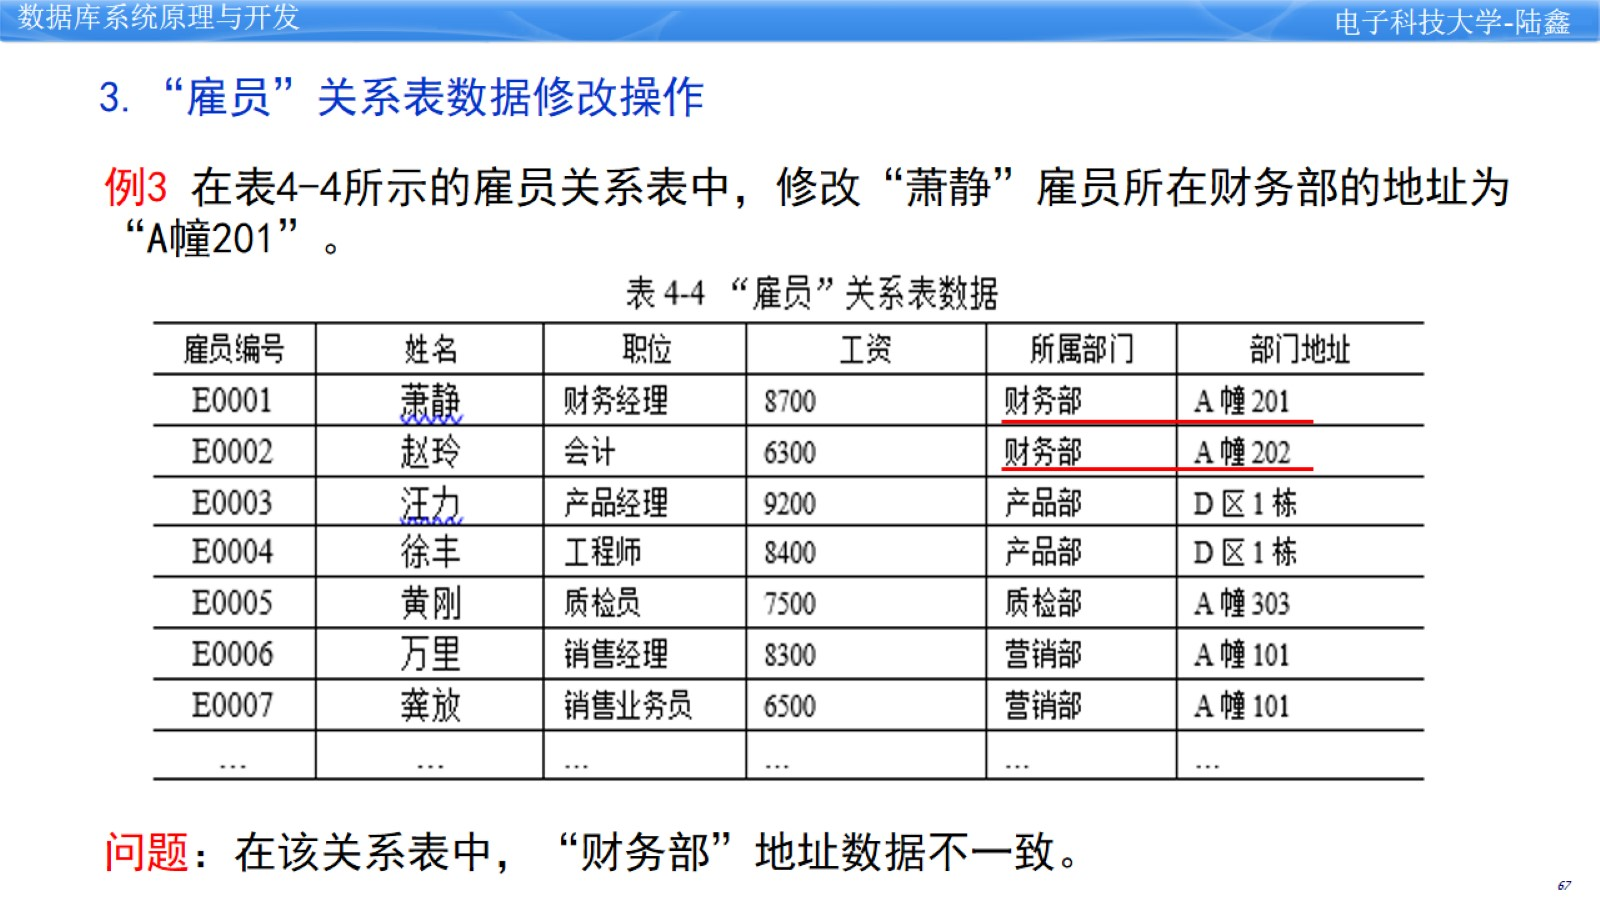 数据库系统原理与开发
电子科技大学-陆鑫
3. “雇员”关系表数据修改操作
例3 在表4-4所示的雇员关系表中，修改“萧静”雇员所在财务部的地址为
“A幢201”。
表 4-4 “雇员”关系表数据
雇员编号 姓名 职位 工资 所属部门 部门地址
E0001 萧静 财务经理 8700 财务部 A 幢 201
E0002 赵玲 会计 6300 财务部 A 幢 202
E0003 汪力 产品经理 9200 产品部 D 区 1 栋
E0004 徐丰 工程师 8400 产品部 D 区 1 栋
E0005 黄刚 质检员 7500 质检部 A 幢 303
E0006 万里 销售经理 8300 营销部 A 幢 101
E0007 龚放 销售业务员 6500 营销部 A 幢 101
… … … … … …
问题：在该关系表中，“财务部”地址数据不一致。
67